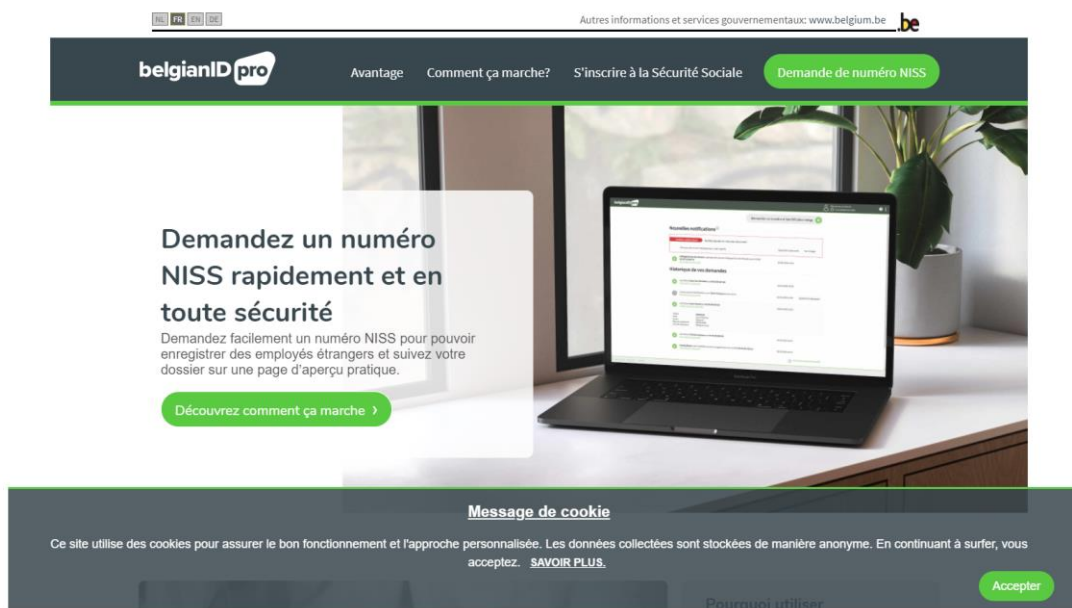 NL FR EN DE
Autres informations et services gouvernementaux: www.belgium.be
.be
belgianID pro
Avantage Comment ça marche? S'inscrire à la Sécurité Sociale Demande de numéro NISS
Demandez un numéro
NISS rapidement et en
toute sécurité
Demandez facilement un numéro NISS pour pouvoir
enregistrer des employés étrangers et suivez votre
dossier sur une page d'aperçu pratique.
Découvrez comment ça marche
Message de cookie
Ce site utilise des cookies pour assurer le bon fonctionnement et l'approche personnalisée. Les données collectées sont stockées de manière anonyme. En continuant à surfer, vous
acceptez. SAVOIR PLUS.
Accepter
Pourquoi utiliser